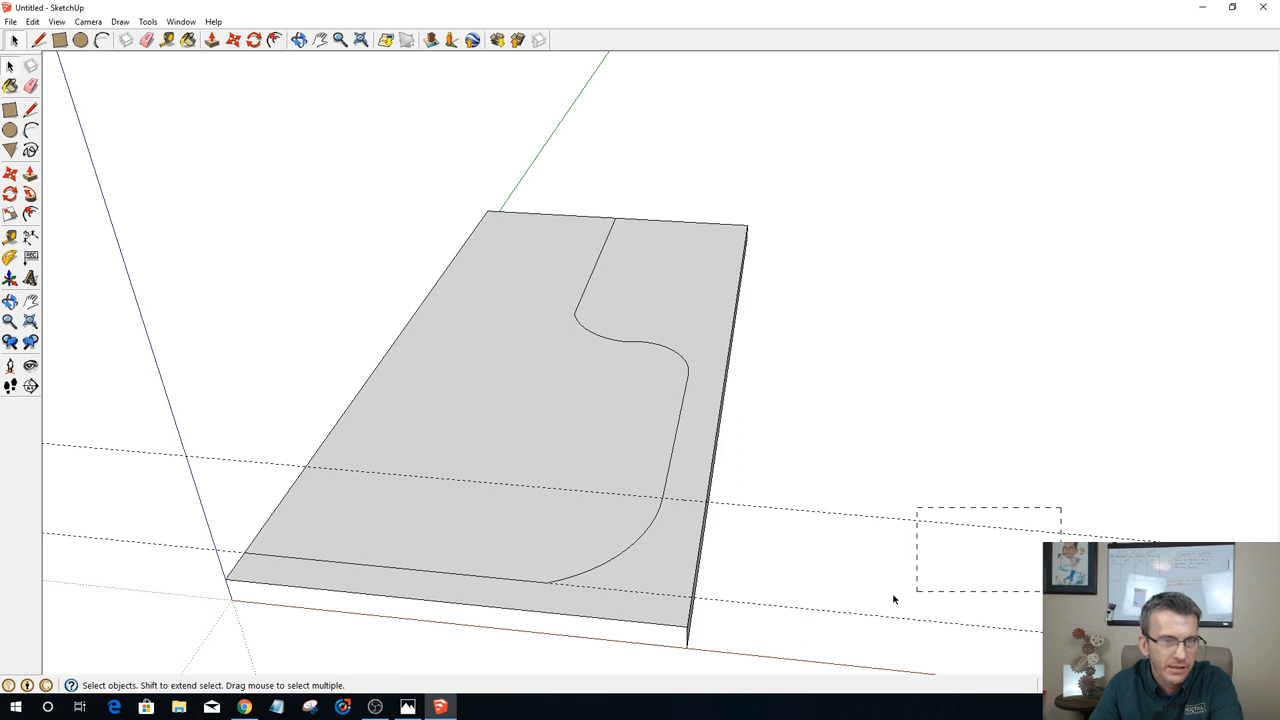 Untitled - SketchUp
File Edit View Camera Draw Tools Window Help
ABC
Select objects. Shift to extend select. Drag mouse to select multiple.